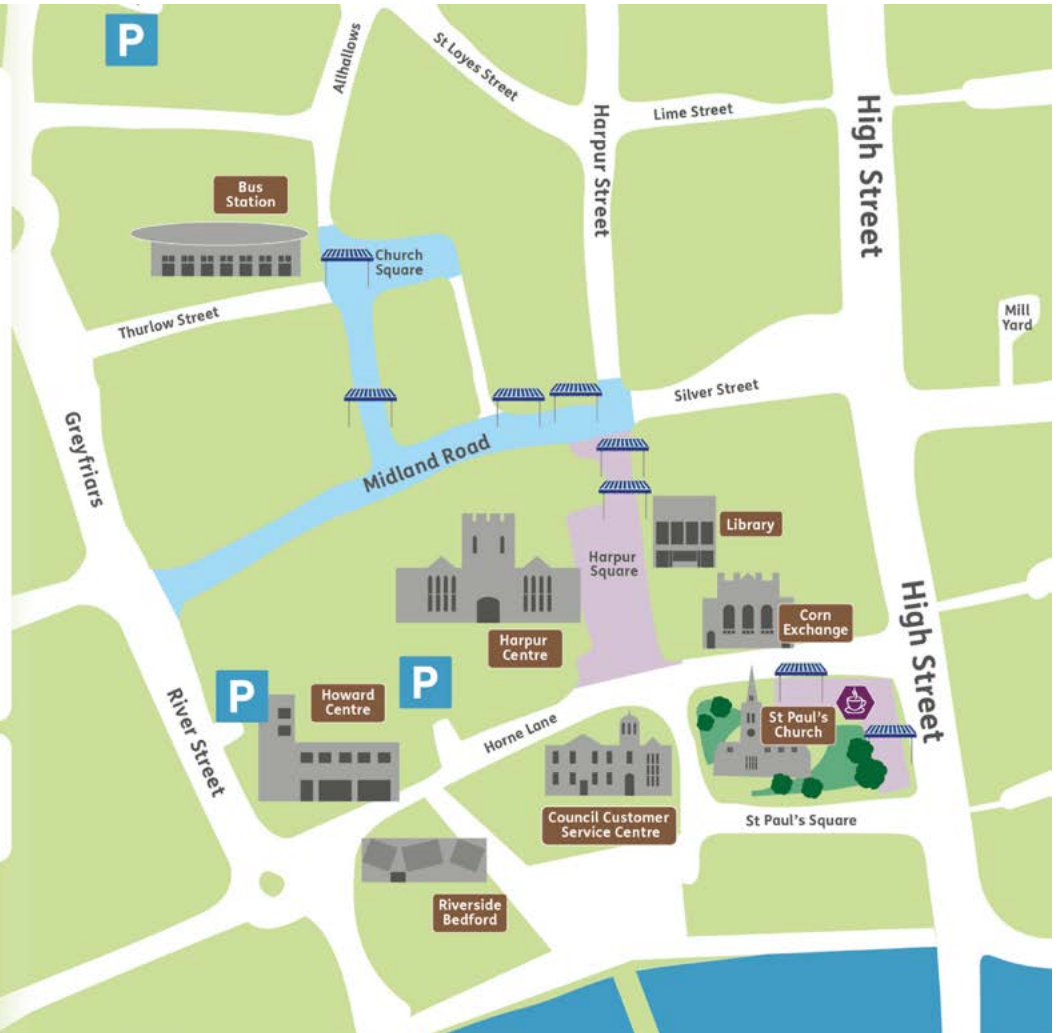 P
Allhallows
St Loyes Street
Harpur Street
Lime Street
High Street
Bus
Station
Church
Square
Thurlow Street
Mill
Yard
Silver Street
Greyfriars
Midland Road
Library
Harpur
Square
Corn
Exchange
High Street
Harpur
Centre
P
P
Howard
Centre
River Street
Horne Lane
St Paul's
Church
Council Customer
Service Centre
St Paul's Square
Riverside
Bedford